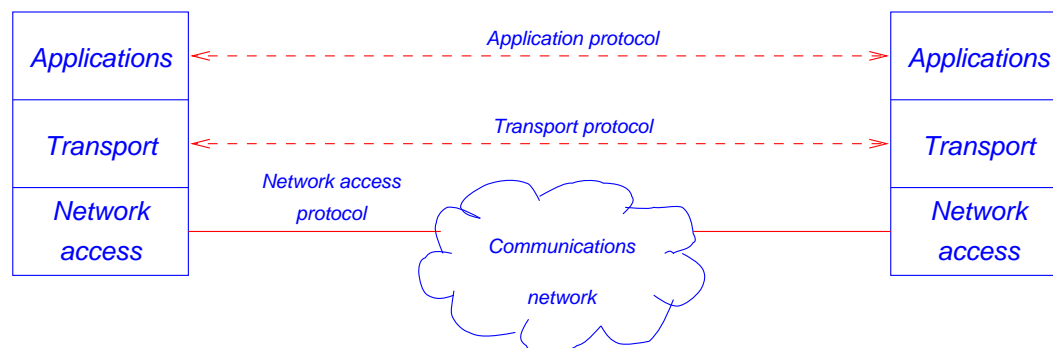 Applications
Application protocol
Applications
Transport
Transport protocol
Transport
Network
access
Network access
protocol
Communications
network
Network
access